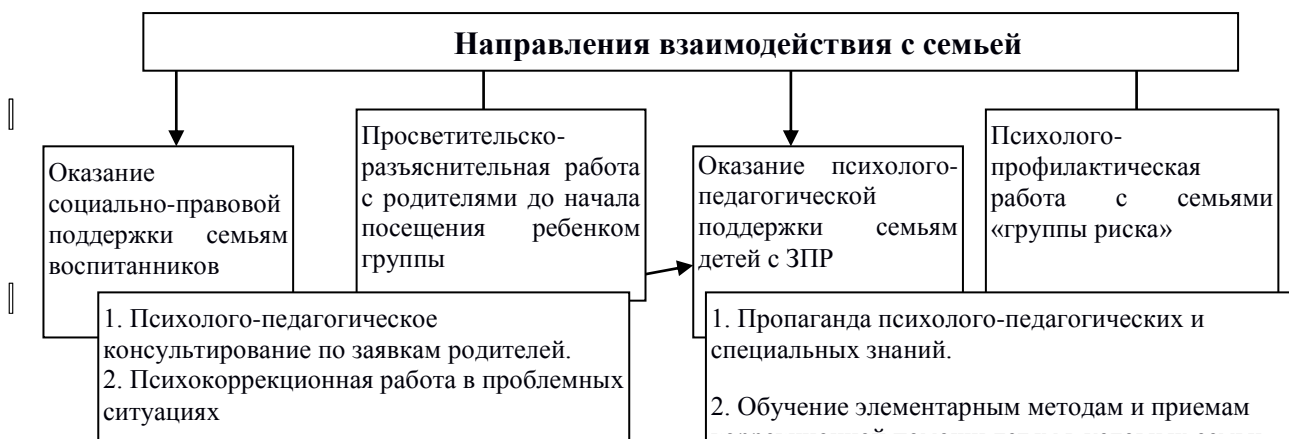 Направления взаимодействия с семьей
Оказание
социально-правовой
поддержки семьям
воспитанников
Просветительско-
разъяснительная работа
с родителями до начала
посещения ребенком
группы
Оказание психолого-
педагогической
поддержки семьям
детей с ЗПР
Психолого-
профилактическая
работа с семьями
«группы риска»
1. Психолого-педагогическое
консультирование по заявкам родителей.
2. Психокоррекционная работа в проблемных
ситуациях
1. Пропаганда психолого-педагогических и
специальных знаний.
2. Обучение элементарным методам и приемам